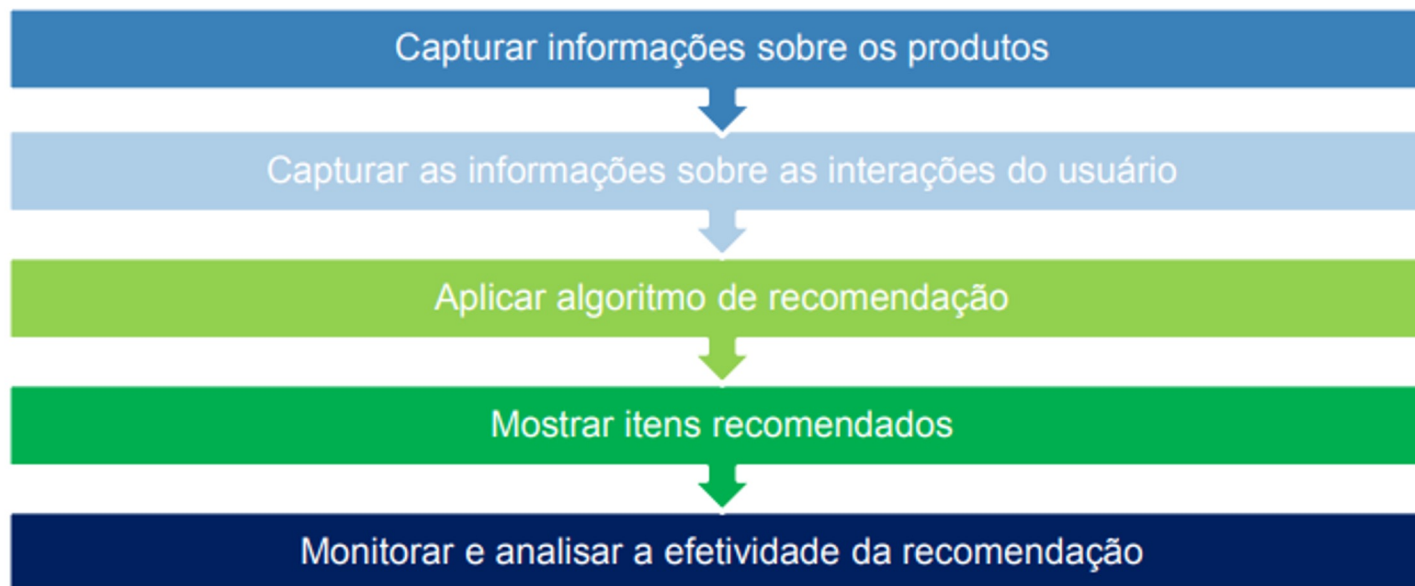 Capturar informações sobre os produtos
Capturar as informações sobre as interações do usuário
Aplicar algoritmo de recomendação
Mostrar itens recomendados
Monitorar e analisar a efetividade da recomendação